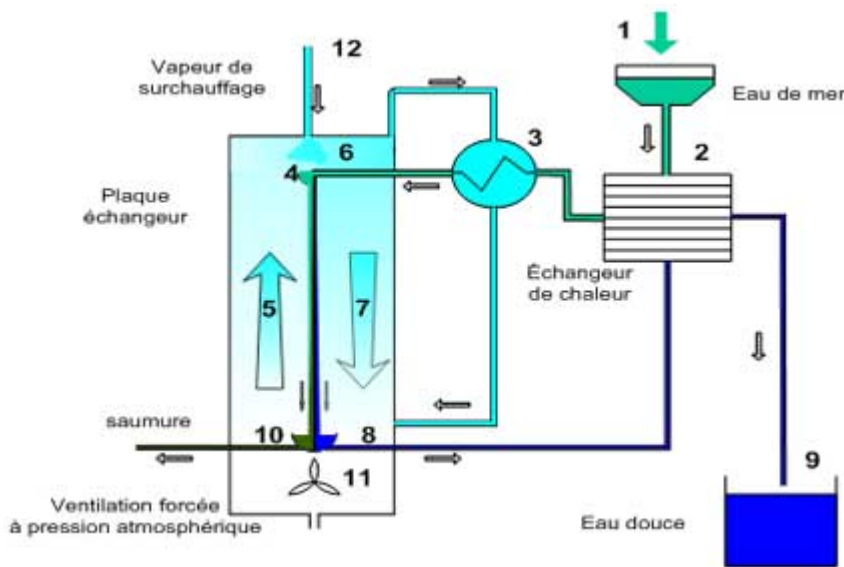 12
1
Vapeur de
surchauffage
Eau de mer
3
2
6
4
Plaque
échangeur
Échangeur
de chaleur
5
7
saumure
10
8
9
11
Ventilation forcée
à pression atmosphérique
Eau douce